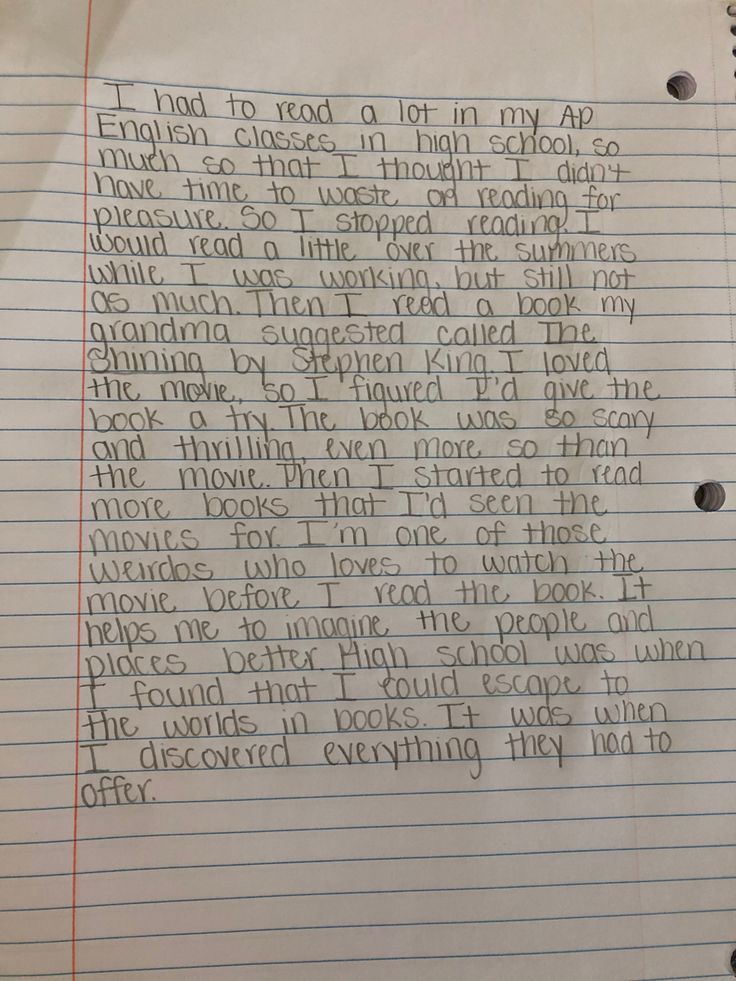 I had to read a lot in my AP
English classes in high school, so
much so that I thought I didn't
have time to waste on reading for
pleasure. So I stopped reading. I
would read a little over the summers
while I was working, but still not
as much. Then I read a book my
grandma suggested called The
Shining by Stephen King. I loved
the movie, so I figured I'd give the
book a try. The book was so scary
and thrilling, even more so than
the movie. Then I started to read
more books that I'd seen the
movies for. I'm one of those
weirdos who loves to watch the
movie before I read the book. It
helps me to imagine the people and
places better. High school was when
I found that I could escape to
the worlds in books. It was when
I discovered everything they had to
offer.